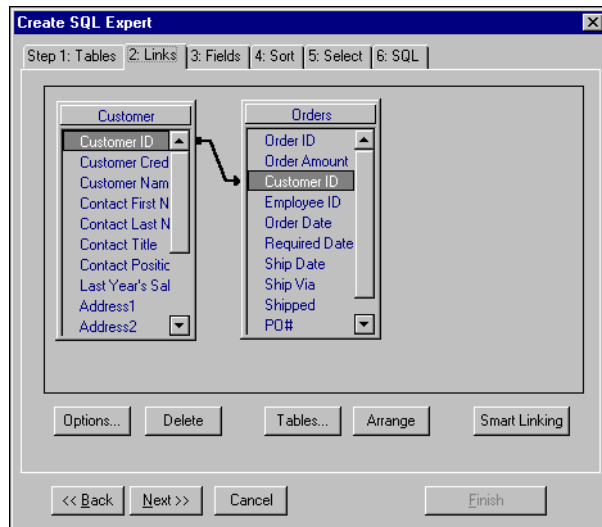 Create SQL Expert
Step 1: Tables 2: Links 3: Fields 4: Sort 5: Select 6: SQL
Customer
Customer ID
Customer Cred
Customer Nam
Contact First N
Contact Last N
Contact Title
Contact Positic
Last Year's Sal
Address1
Address2
Orders
Order ID
Order Amount
Customer ID
Employee ID
Order Date
Required Date
Ship Date
Ship Via
Shipped
PO#
Options... Delete Tables... Arrange Smart Linking
<< Back Next >> Cancel Finish